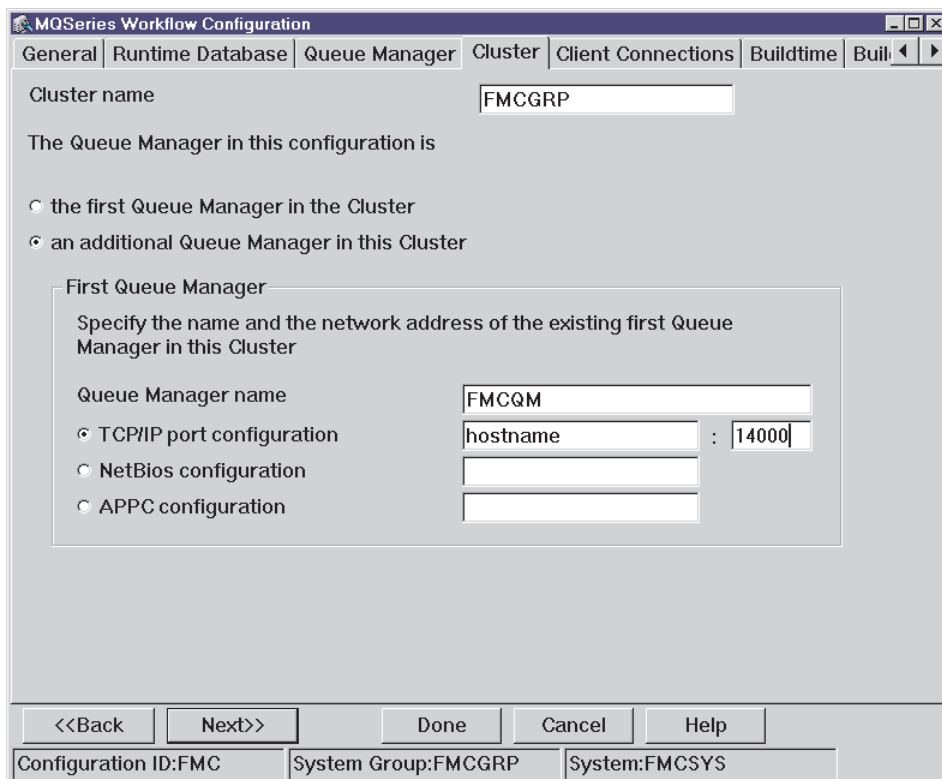 MQSeries Workflow Configuration
General Runtime Database Queue Manager Cluster Client Connections Buildtime Buil
Cluster name FMCGRP
The Queue Manager in this configuration is
the first Queue Manager in the Cluster
an additional Queue Manager in this Cluster
First Queue Manager
Specify the name and the network address of the existing first Queue
Manager in this Cluster
Queue Manager name FMCQM
TCP/IP port configuration hostname : 14000
NetBios configuration
APPC configuration
<<Back Next>> Done Cancel Help
Configuration ID:FMC System Group:FMCGRP System:FMCSYS